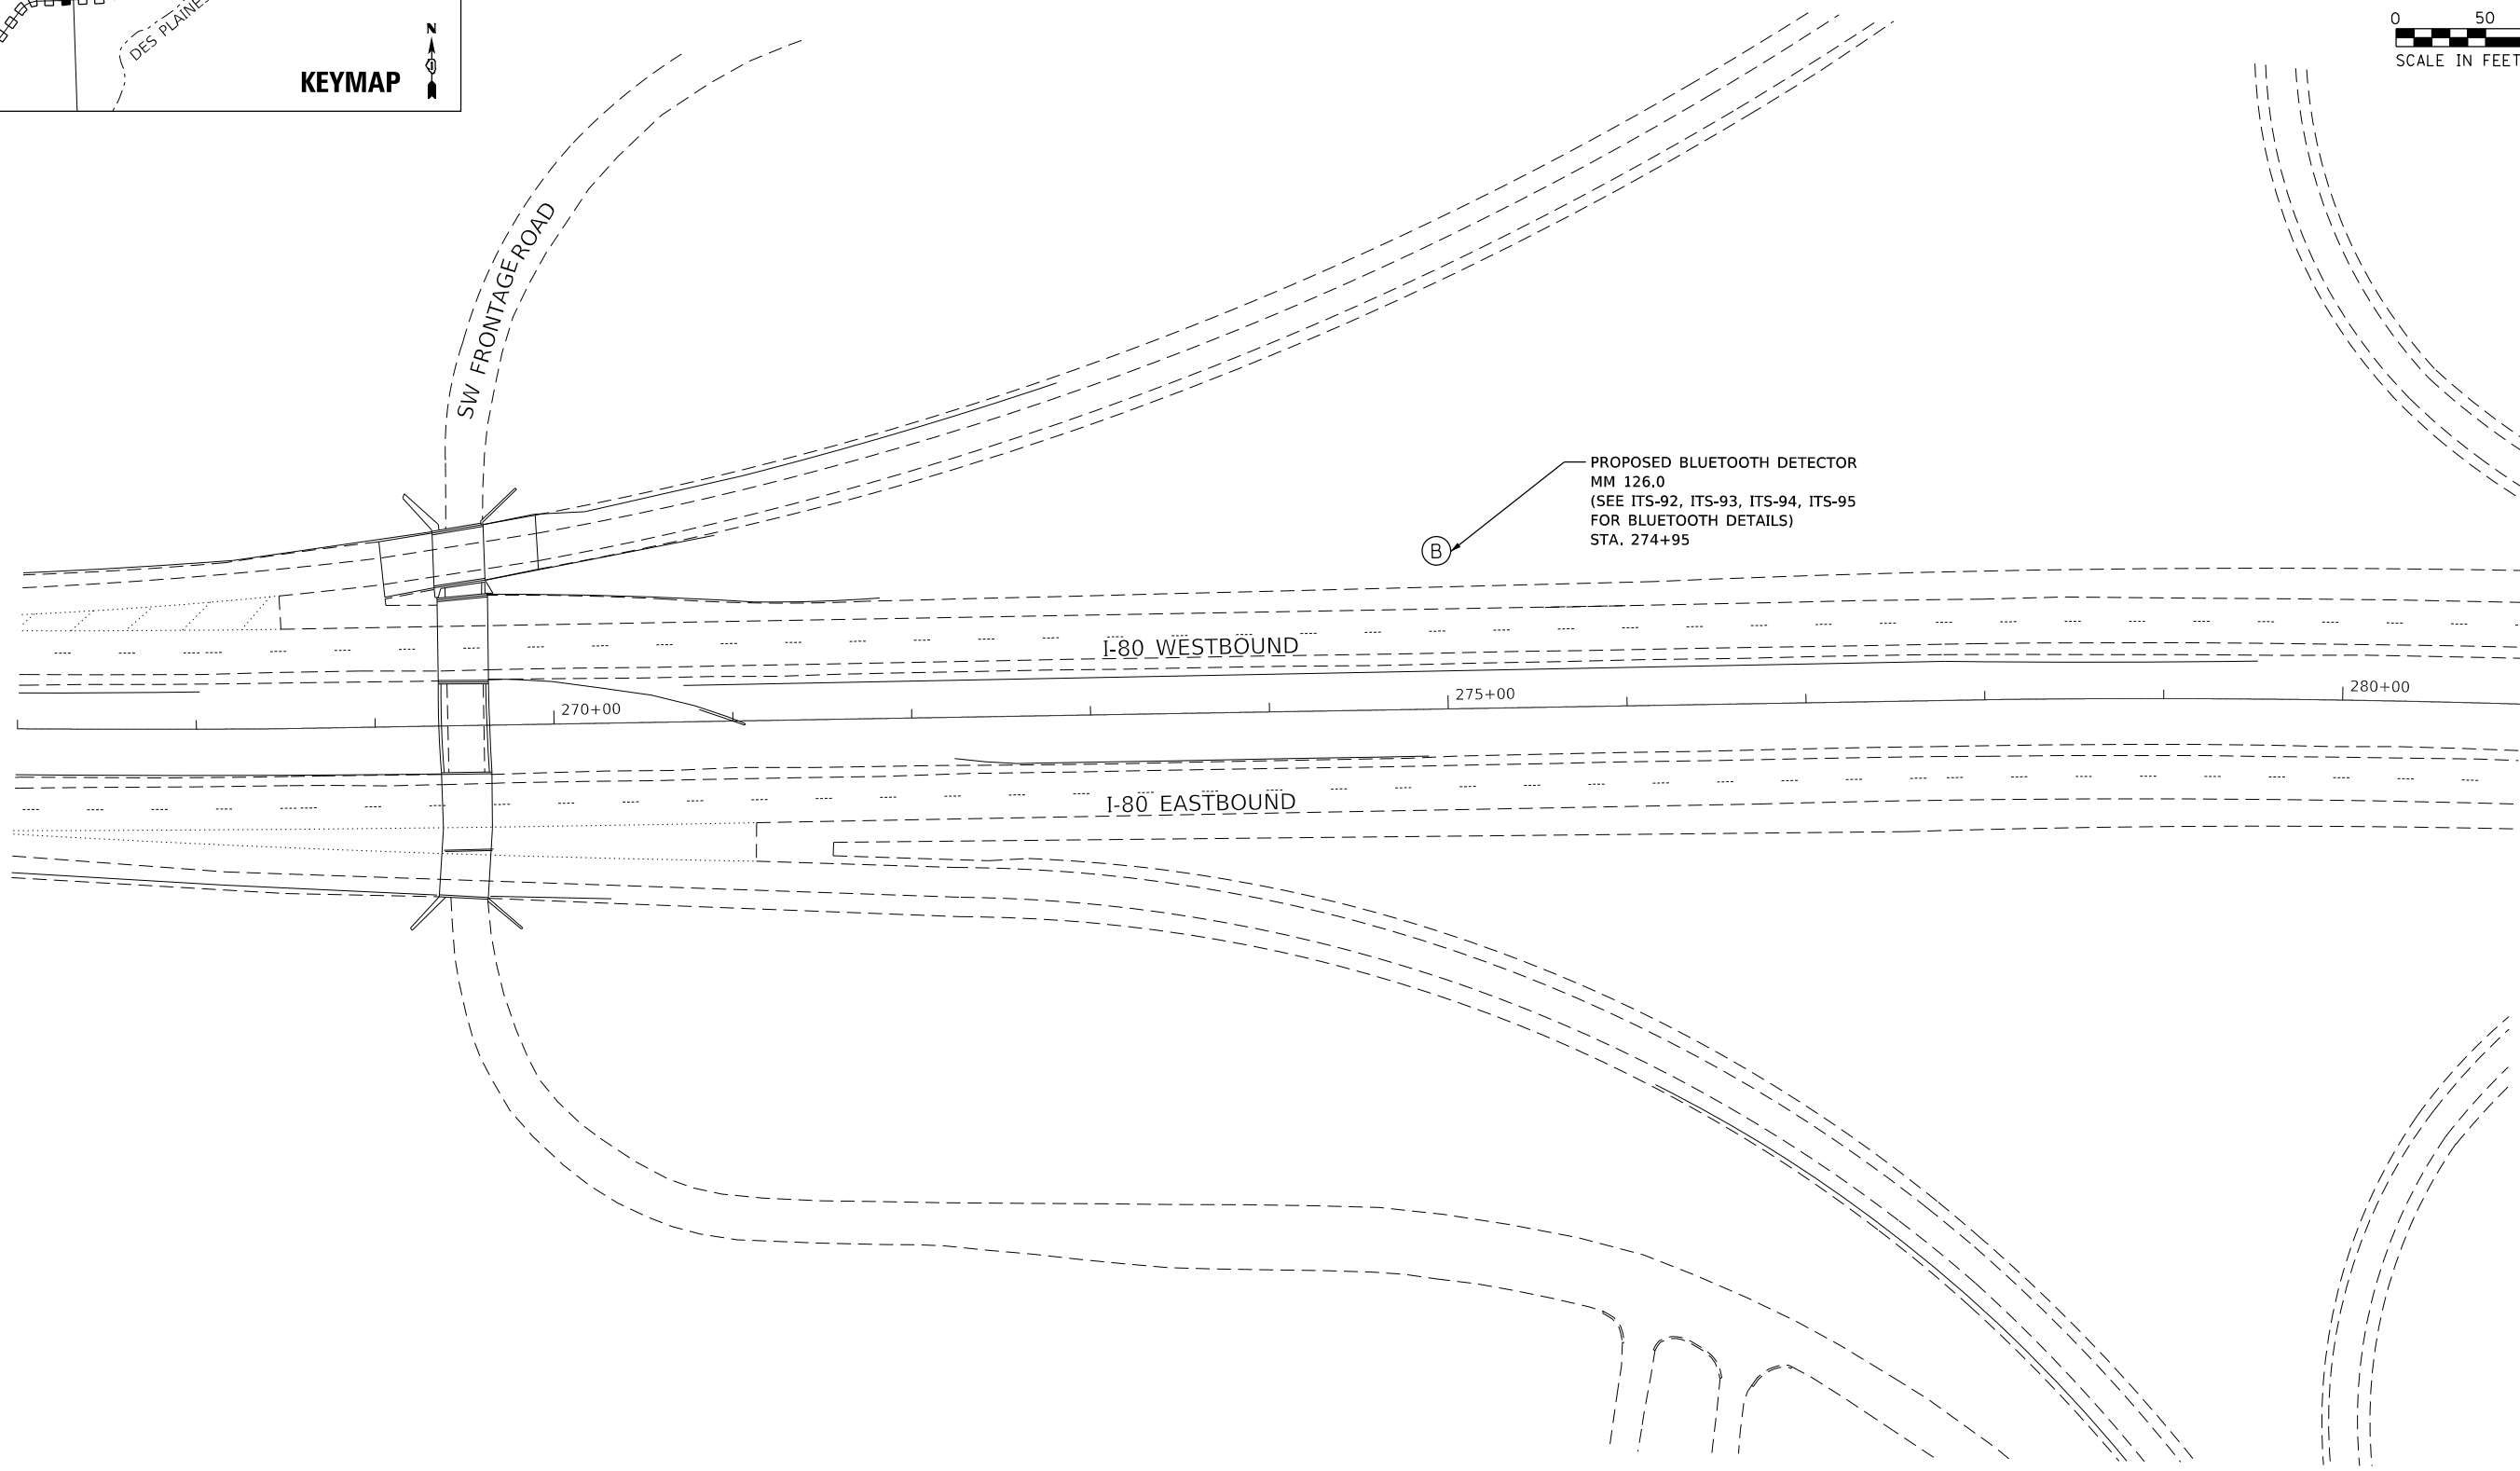 DES PLAINES
N
KEYMAP
0 50
SCALE IN FEET
SW FRONTAGE ROAD
PROPOSED BLUETOOTH DETECTOR
MM 126.0
(SEE ITS-92, ITS-93, ITS-94, ITS-95
FOR BLUETOOTH DETAILS)
STA. 274+95
B
I-80 WESTBOUND
270+00
275+00
280+00
I-80 EASTBOUND